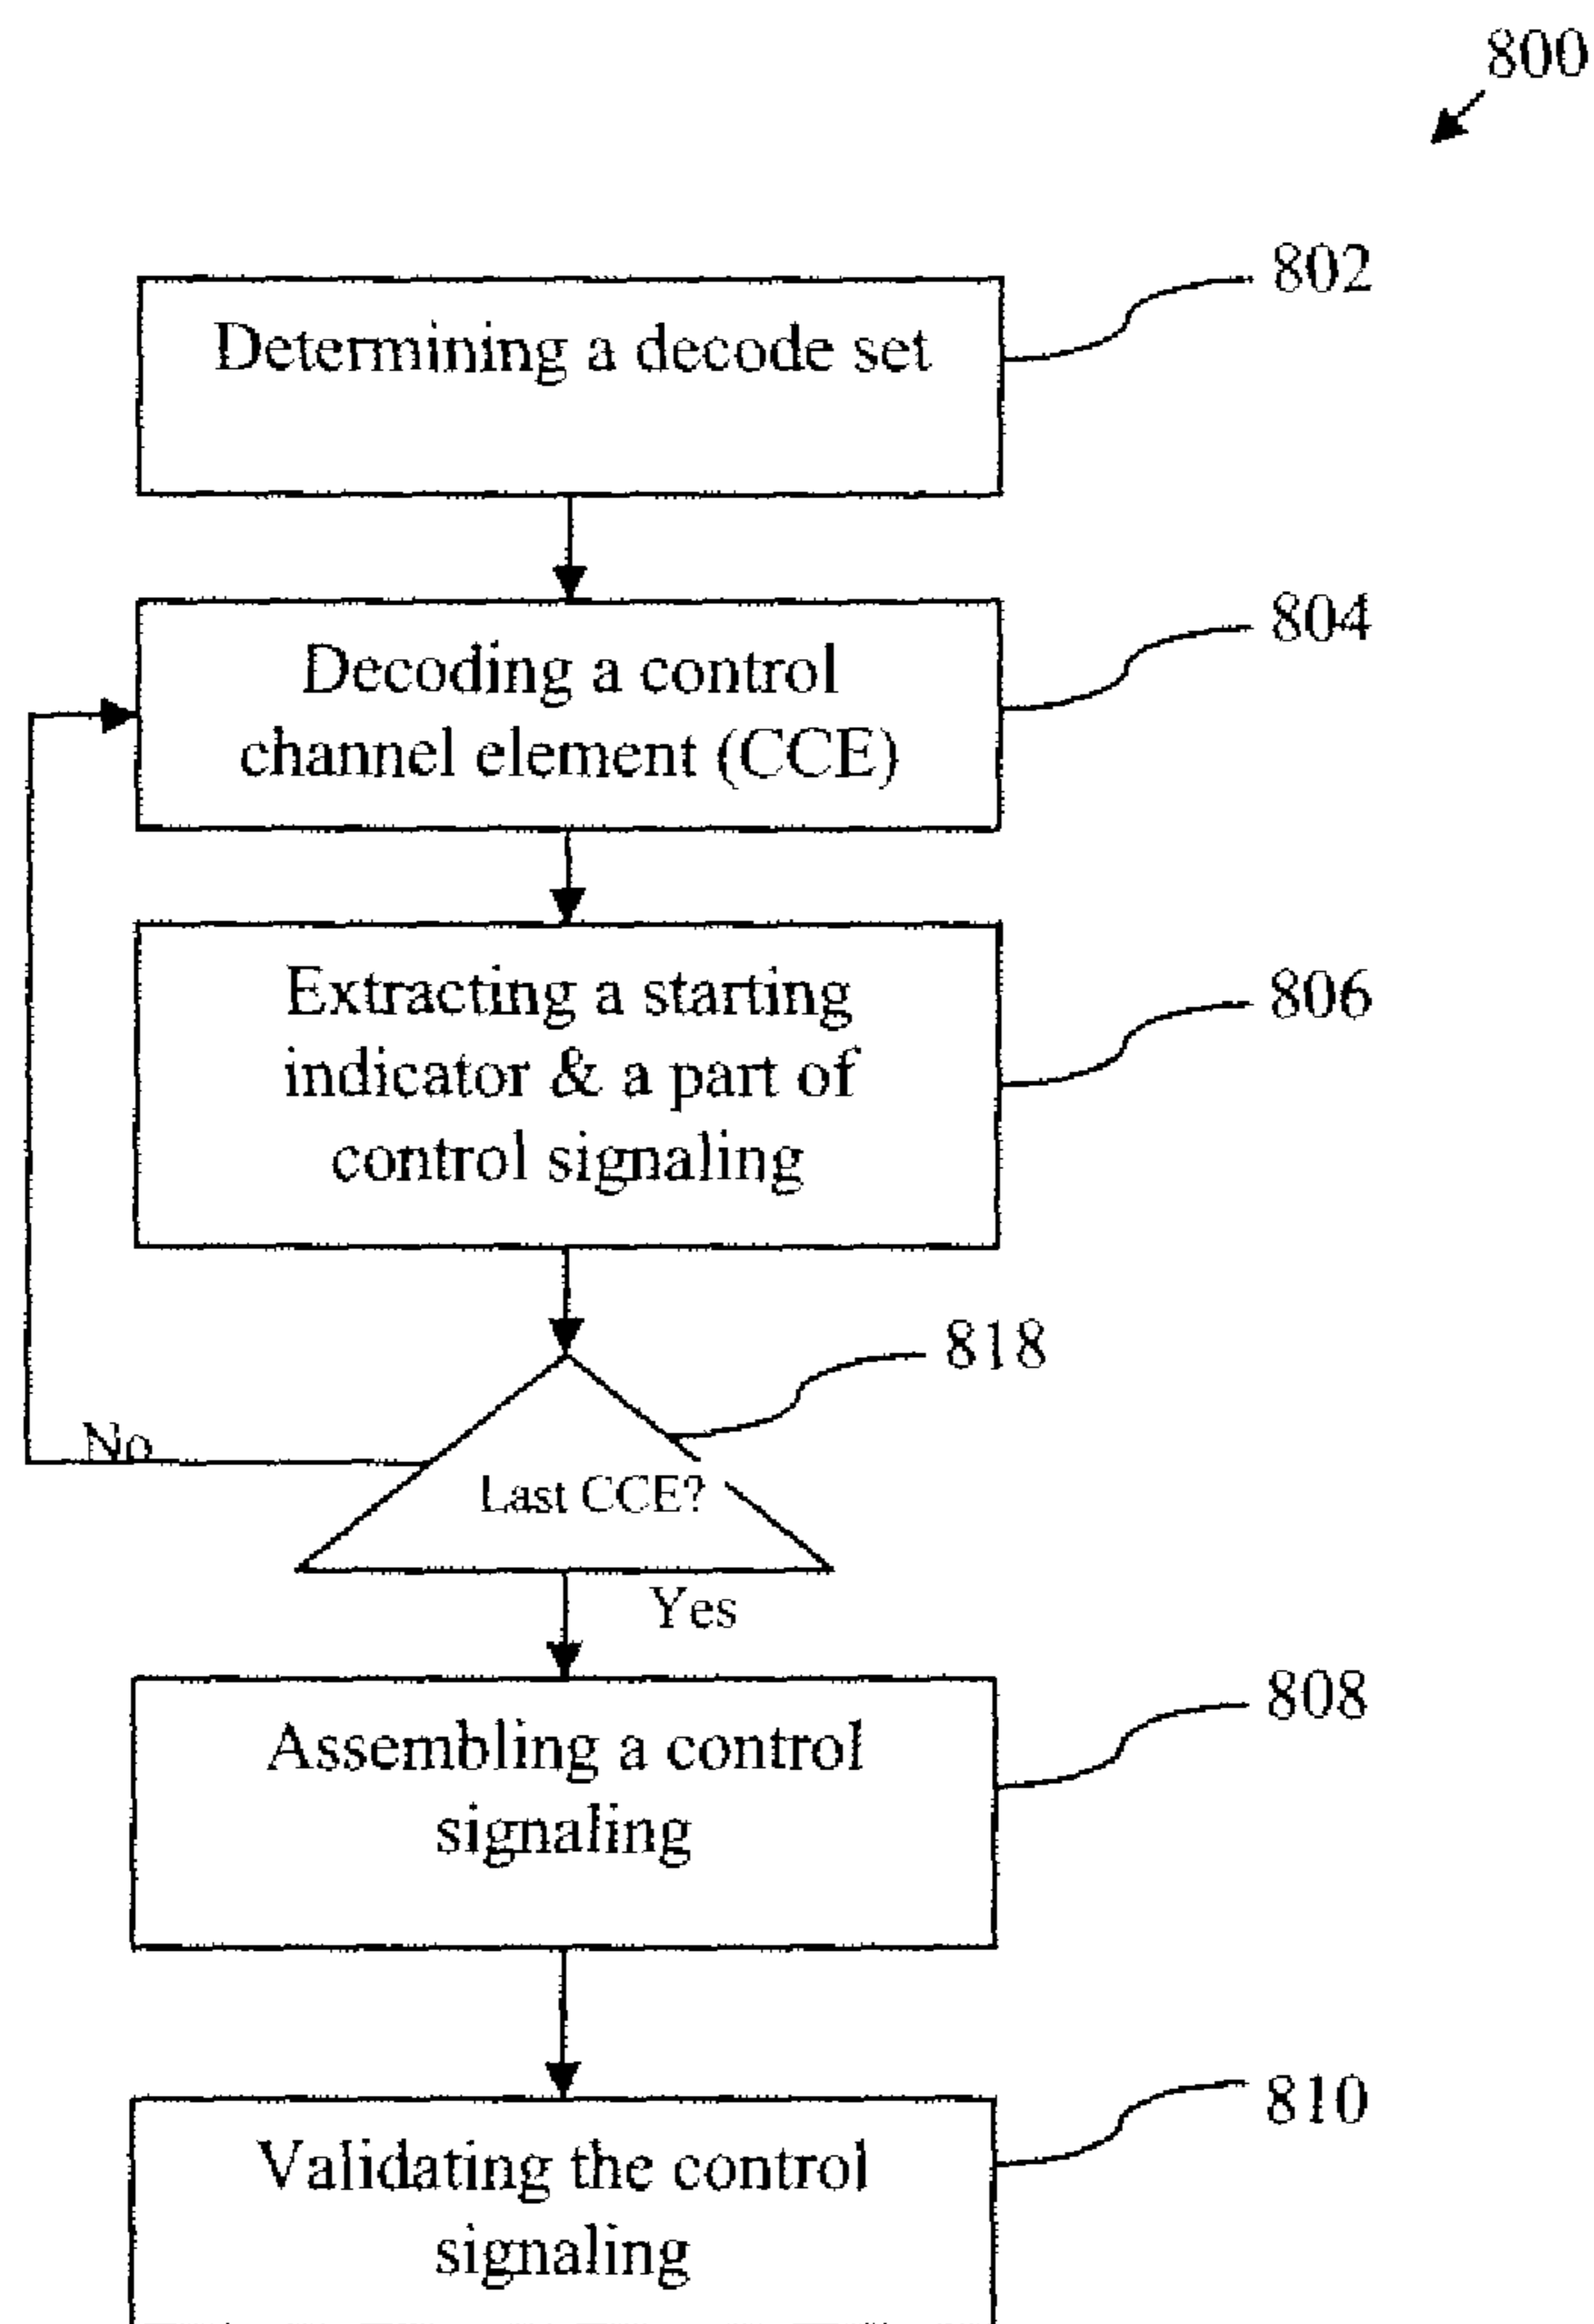 800
802
Determining a decode set
804
Decoding a control
channel element (CCE)
806
Extracting a starting
indicator & a part of
control signaling
818
No
Last CCE?
Yes
808
Assembling a control
signaling
810
Validating the control
signaling